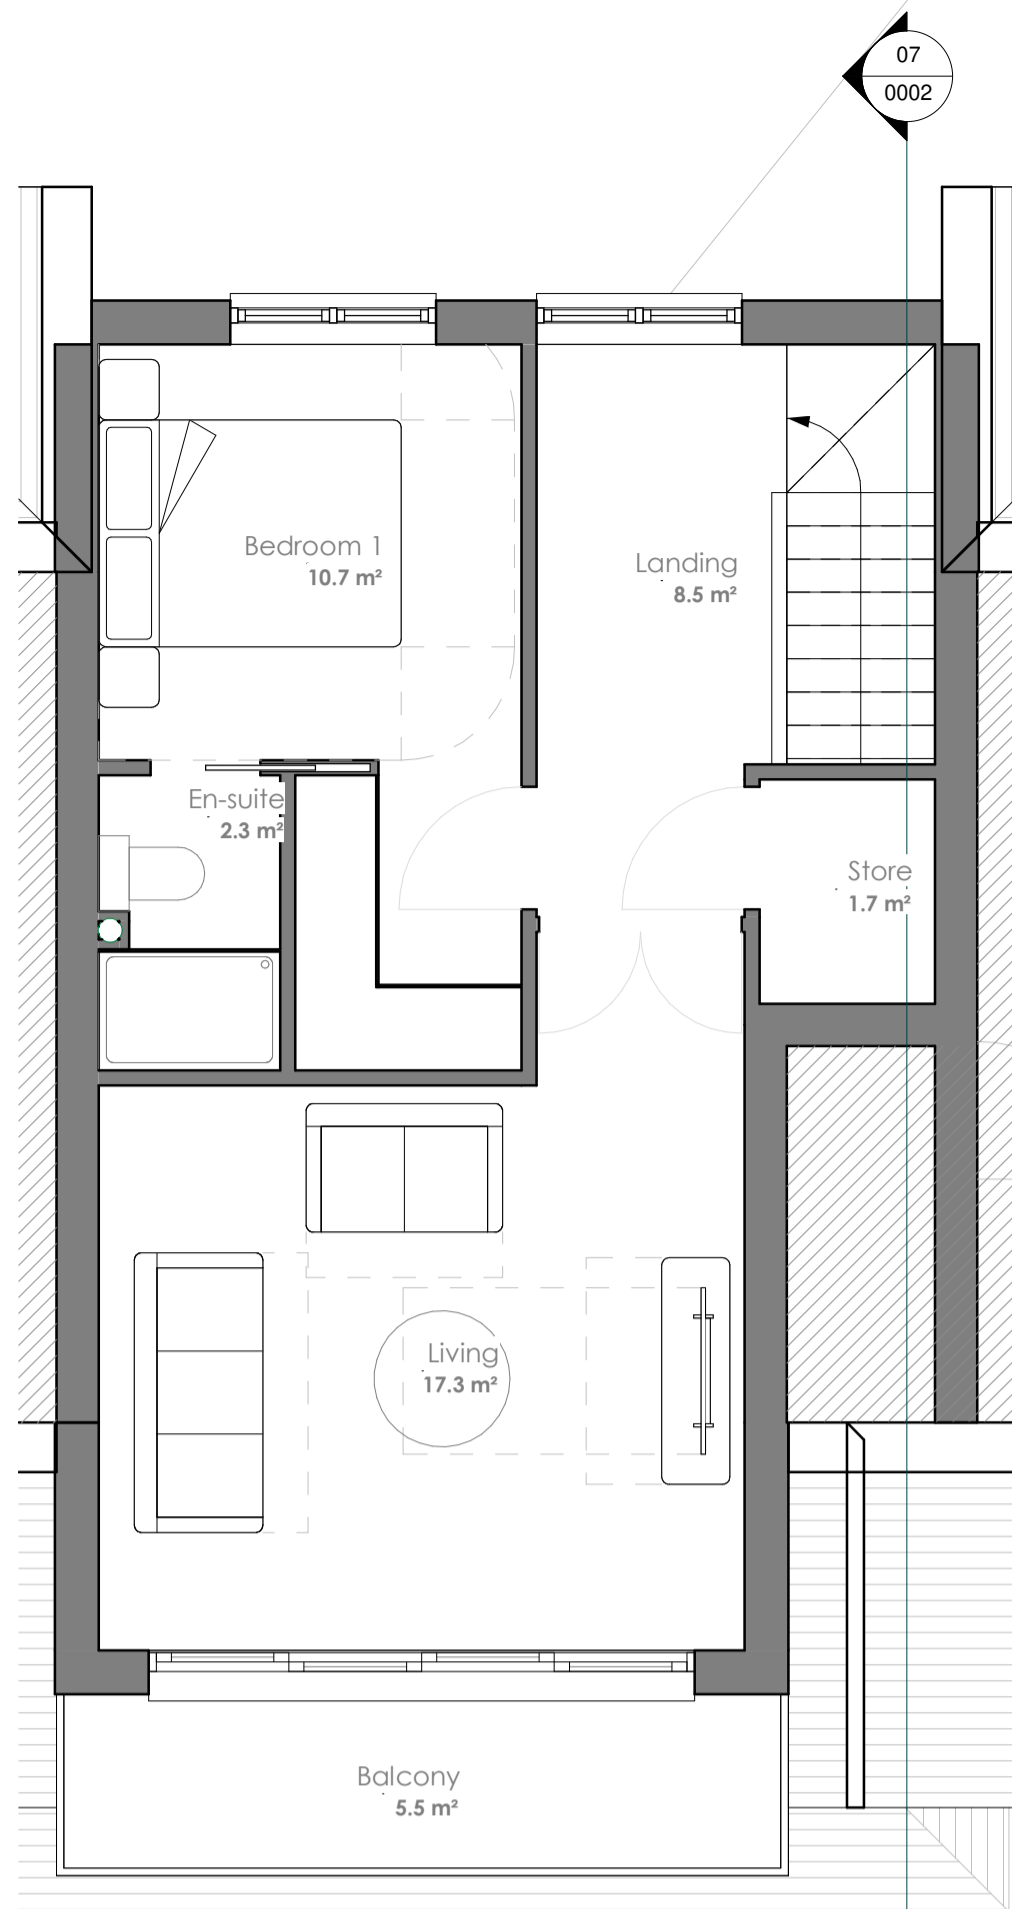 07
0002
Bedroom 1
10.7 m²
Landing
8.5 m²
En-suite
2.3 m²
Store
1.7 m²
Living
17.3 m²
Balcony
5.5 m²